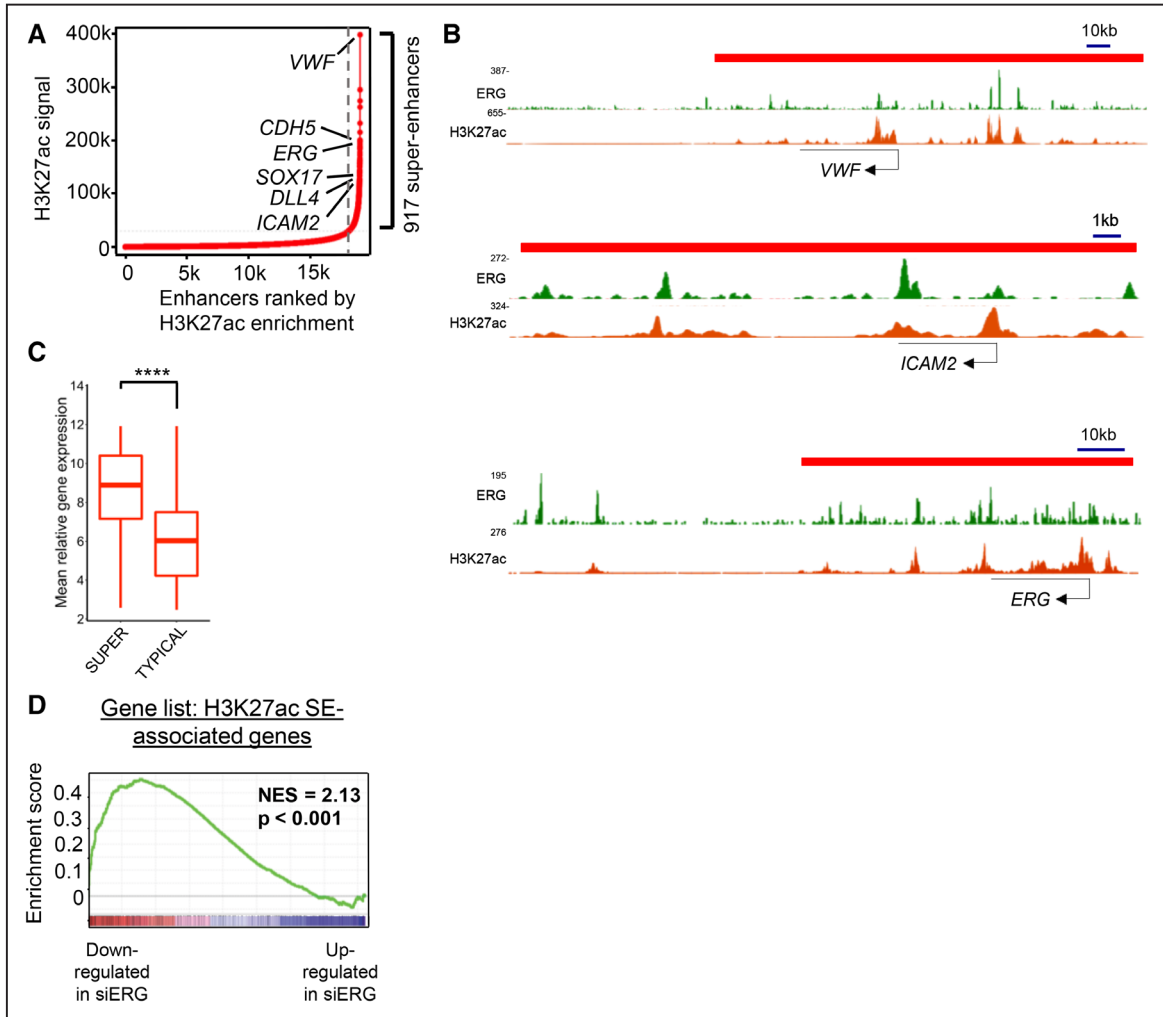 A
400k
300k
200k
100k
0
H3K27ac signal
VWF
CDH5
ERG
SOX17
DLL4
ICAM2
917 super-enhancers
0
5k
10k
15k
Enhancers ranked by
H3K27ac enrichment
B
10kb
387-
ERG
655-
H3K27ac
VWF
1kb
272-
ERG
324-
H3K27ac
ICAM2
10kb
195
ERG
276
H3K27ac
ERG
C
14
12
10
8
6
4
2
Mean relative gene expression
****
SUPER
TYPICAL
D
Gene list: H3K27ac SE-
associated genes
Enrichment score
0.4
0.3
0.2
0.1
0
NES = 2.13
p < 0.001
Down-
regulated
in siERG
Up-
regulated
in siERG